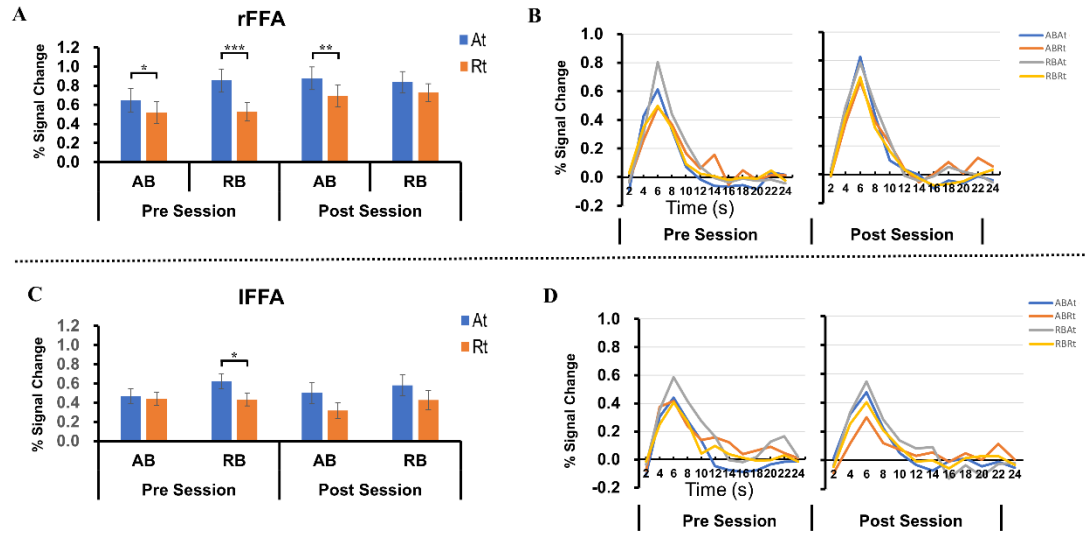 A
rFFA
% Signal Change
1.2
1.0
0.8
0.6
0.4
0.2
0.0
*
***
**
At
Rt
AB
RB
AB
RB
Pre Session
Post Session
B
% Signal Change
1.0
0.8
0.6
0.4
0.2
0.0
-0.2
2 4 6 8 10 12 14 16 18 20 22 24
2 4 6 8 10 12 14 16 18 20 22 24
Time (s)
ABAt
ABRt
RBAt
RBRt
Pre Session
Post Session
C
lFFA
% Signal Change
1.2
1.0
0.8
0.6
0.4
0.2
0.0
*
At
Rt
AB
RB
AB
RB
Pre Session
Post Session
D
% Signal Change
1.0
0.8
0.6
0.4
0.2
0.0
-0.2
2 4 6 8 10 12 14 16 18 20 22 24
2 4 6 8 10 12 14 16 18 20 22 24
Time (s)
ABAt
ABRt
RBAt
RBRt
Pre Session
Post Session